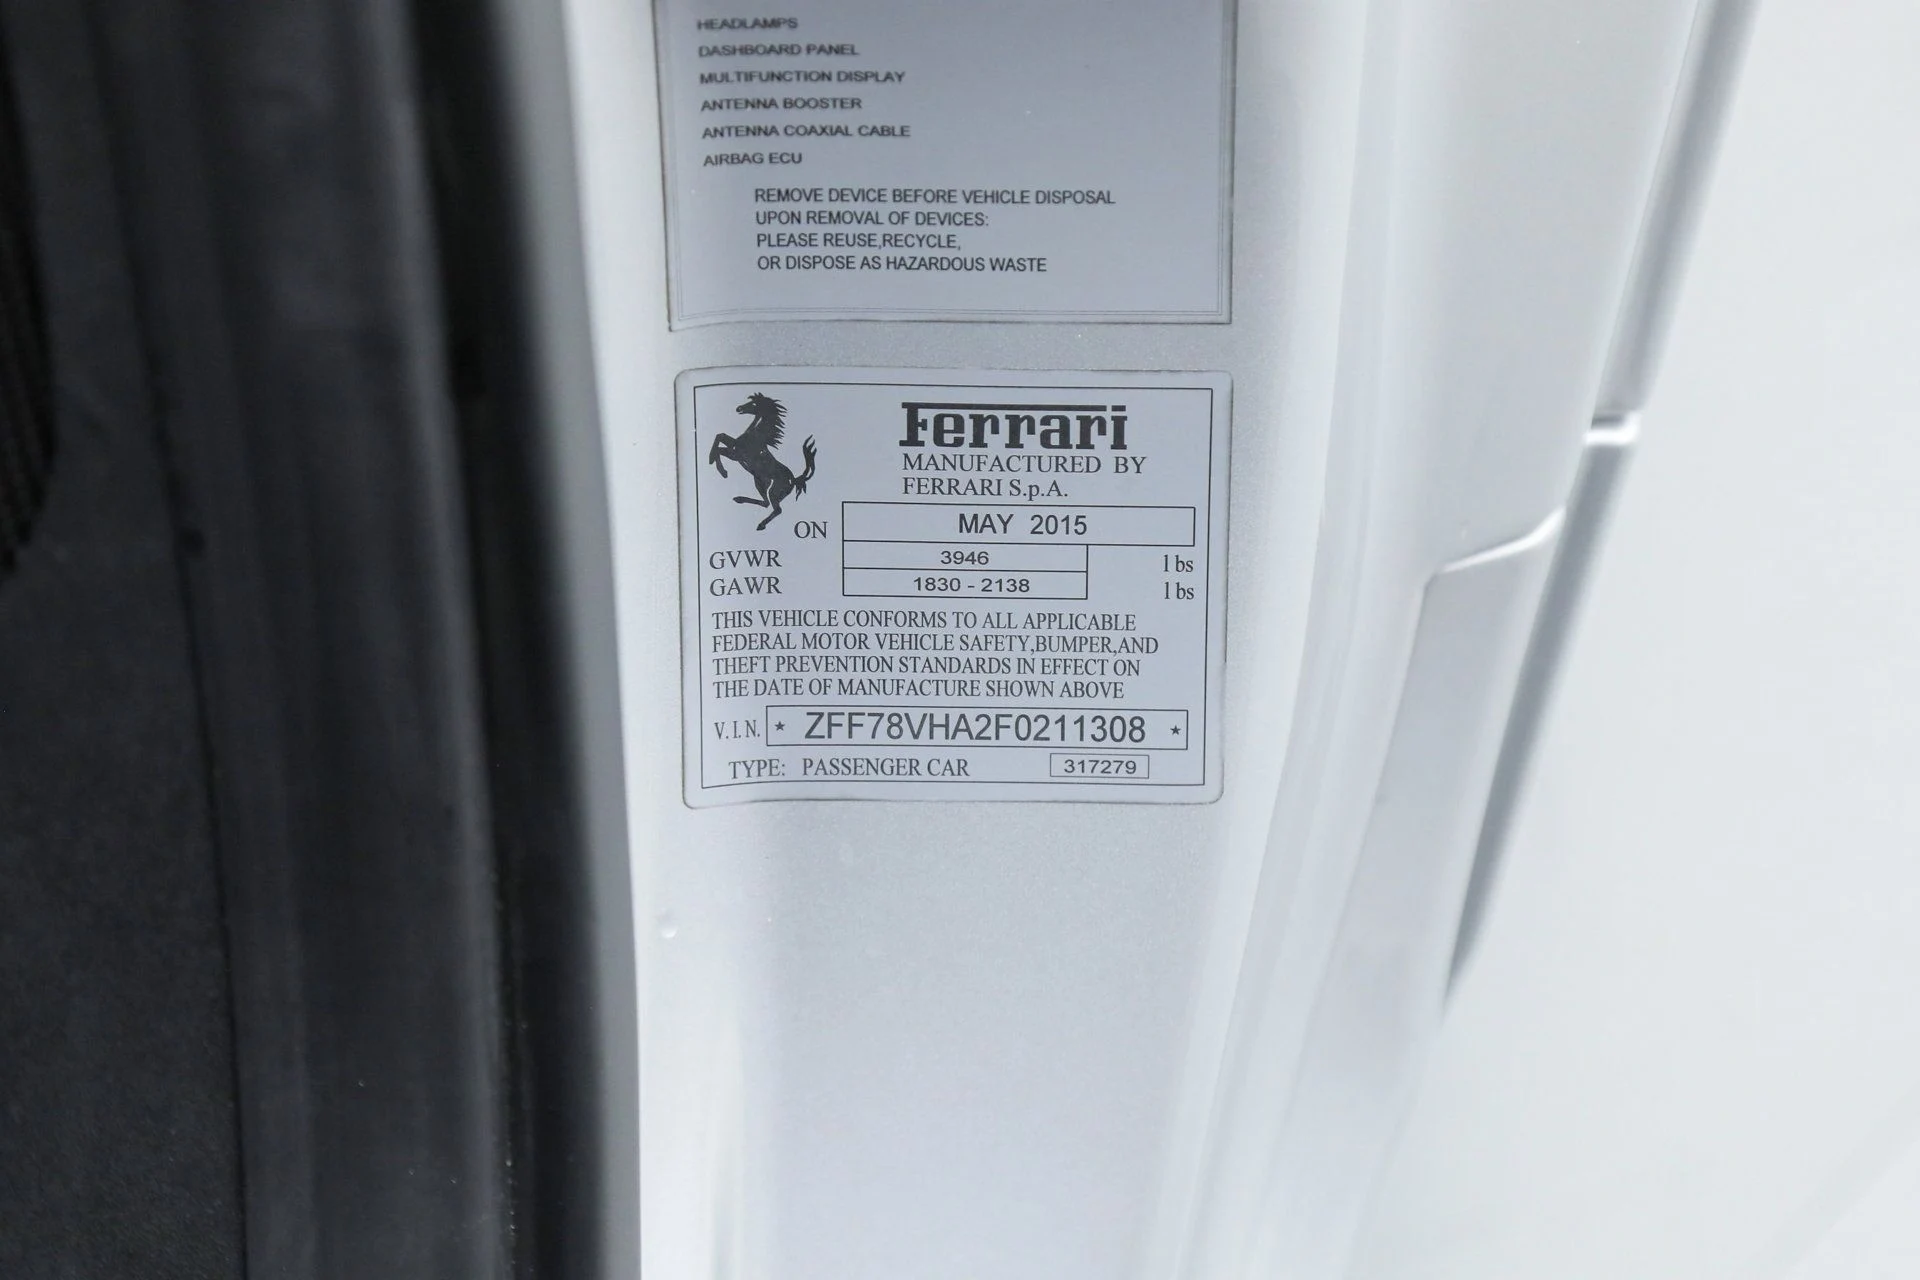 HEADLAMPS
DASHBOARD PANEL
MULTIFUNCTION DISPLAY
ANTENNA BOOSTER
ANTENNA COAXIAL CABLE
AIRBAG ECU
REMOVE DEVICE BEFORE VEHICLE DISPOSAL
UPON REMOVAL OF DEVICES:
PLEASE REUSE,RECYCLE,
OR DISPOSE AS HAZARDOUS WASTE
Ferrari
MANUFACTURED BY
FERRARI S.p.A.
ON MAY 2015
GVWR 3946 lbs
GAWR 1830 - 2138 lbs
THIS VEHICLE CONFORMS TO ALL APPLICABLE
FEDERAL MOTOR VEHICLE SAFETY,BUMPER,AND
THEFT PREVENTION STANDARDS IN EFFECT ON
THE DATE OF MANUFACTURE SHOWN ABOVE
V.I.N. * ZFF78VHA2F0211308 *
TYPE: PASSENGER CAR 317279